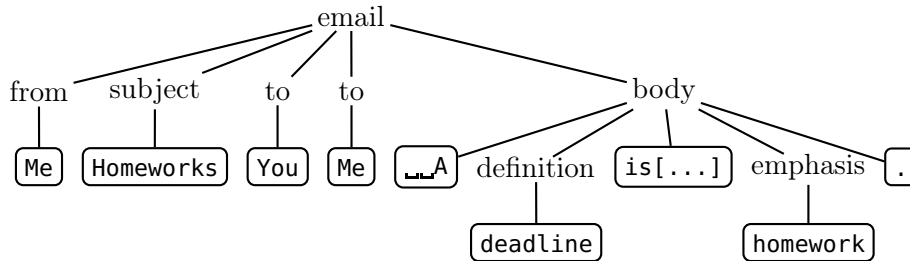 email
from subject to to body
Me Homeworks You Me ␣␣A definition is[...] emphasis .
deadline homework